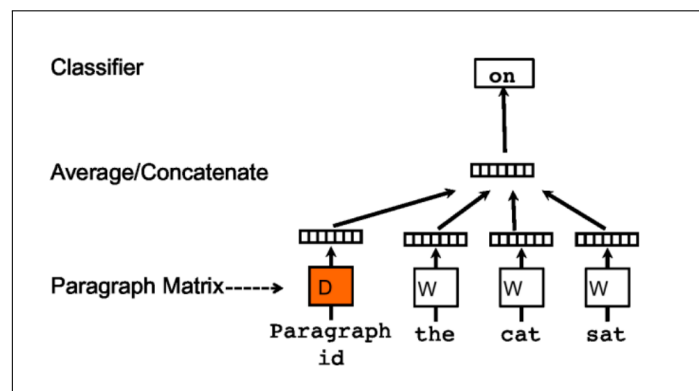 Classifier
on
Average/Concatenate
Paragraph Matrix
D
W
W
W
Paragraph
id
the
cat
sat